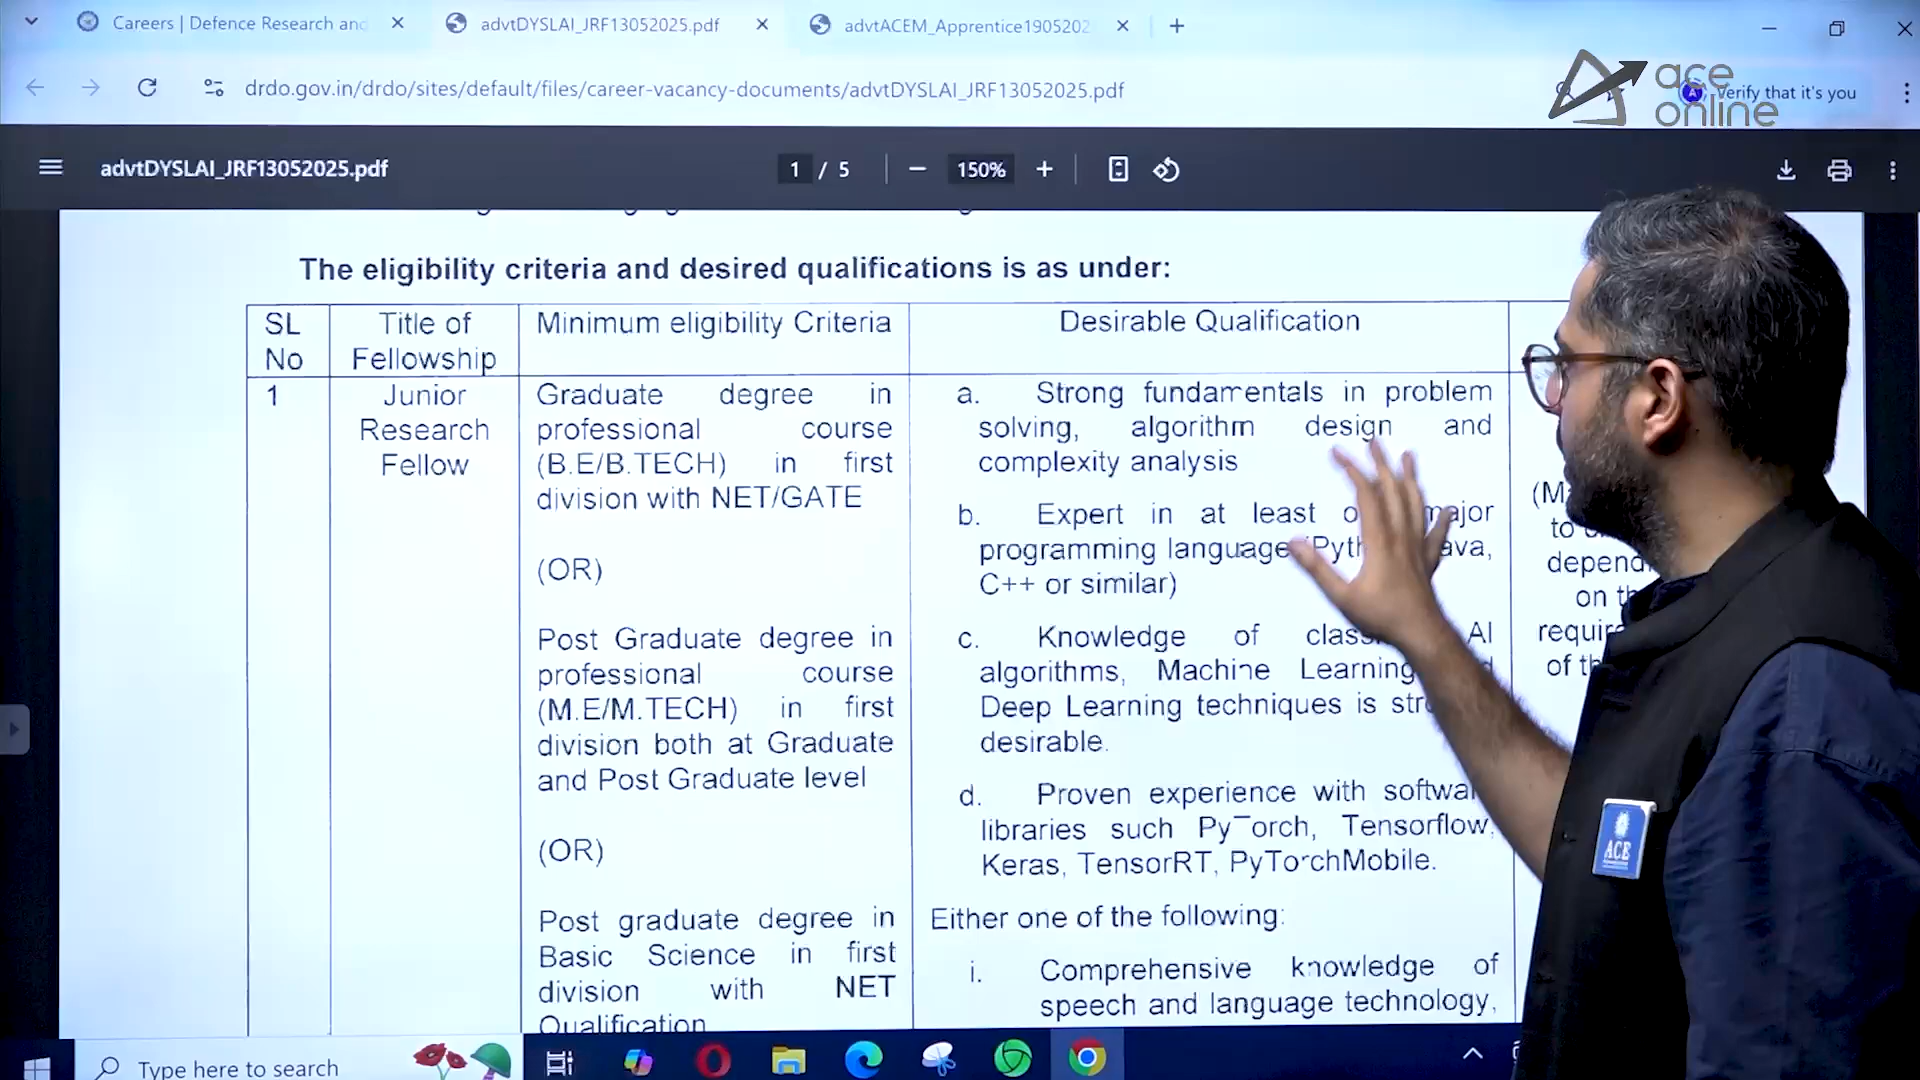 Careers | Defence Research and
advtDYSLAI_JRF13052025.pdf
advtACEM_Apprentice1905202
drdo.gov.in/drdo/sites/default/files/career-vacancy-documents/advtDYSLAI_JRF13052025.pdf
Verify that it's you
ace
online
advtDYSLAI_JRF13052025.pdf
1 / 5
150%
The eligibility criteria and desired qualifications is as under:
SL
No
Title of
Fellowship
Minimum eligibility Criteria
Desirable Qualification
1
Junior
Research
Fellow
Graduate degree in
professional course
(B.E/B.TECH) in first
division with NET/GATE
(OR)
Post Graduate degree in
professional course
(M.E/M.TECH) in first
division both at Graduate
and Post Graduate level
(OR)
Post graduate degree in
Basic Science in first
division with NET
Qualification
a. Strong fundamentals in problem
solving, algorithm design and
complexity analysis
b. Expert in at least major
programming language
C++ or similar)
c. Knowledge of AI
algorithms, Machine Learning
Deep Learning techniques is
desirable.
d. Proven experience with
libraries such PyTorch, Tensorflow,
Keras, TensorRT, PyTorchMobile.
Either one of the following:
i. Comprehensive knowledge of
speech and language technology,
to
on
of
ACE
Type here to search